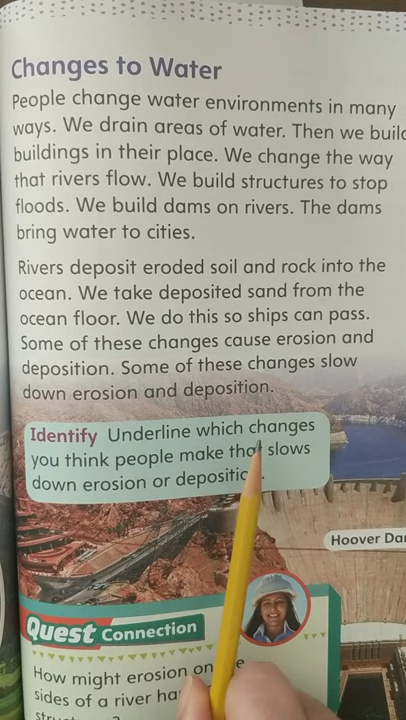 Changes to Water
People change water environments in many
ways. We drain areas of water. Then we build
buildings in their place. We change the way
that rivers flow. We build structures to stop
floods. We build dams on rivers. The dams
bring water to cities.
Rivers deposit eroded soil and rock into the
ocean. We take deposited sand from the
ocean floor. We do this so ships can pass.
Some of these changes cause erosion and
deposition. Some of these changes slow
down erosion and deposition.
Identify Underline which changes
you think people make that slows
down erosion or deposition.
Hoover Da
Quest Connection
How might erosion on
sides of a river